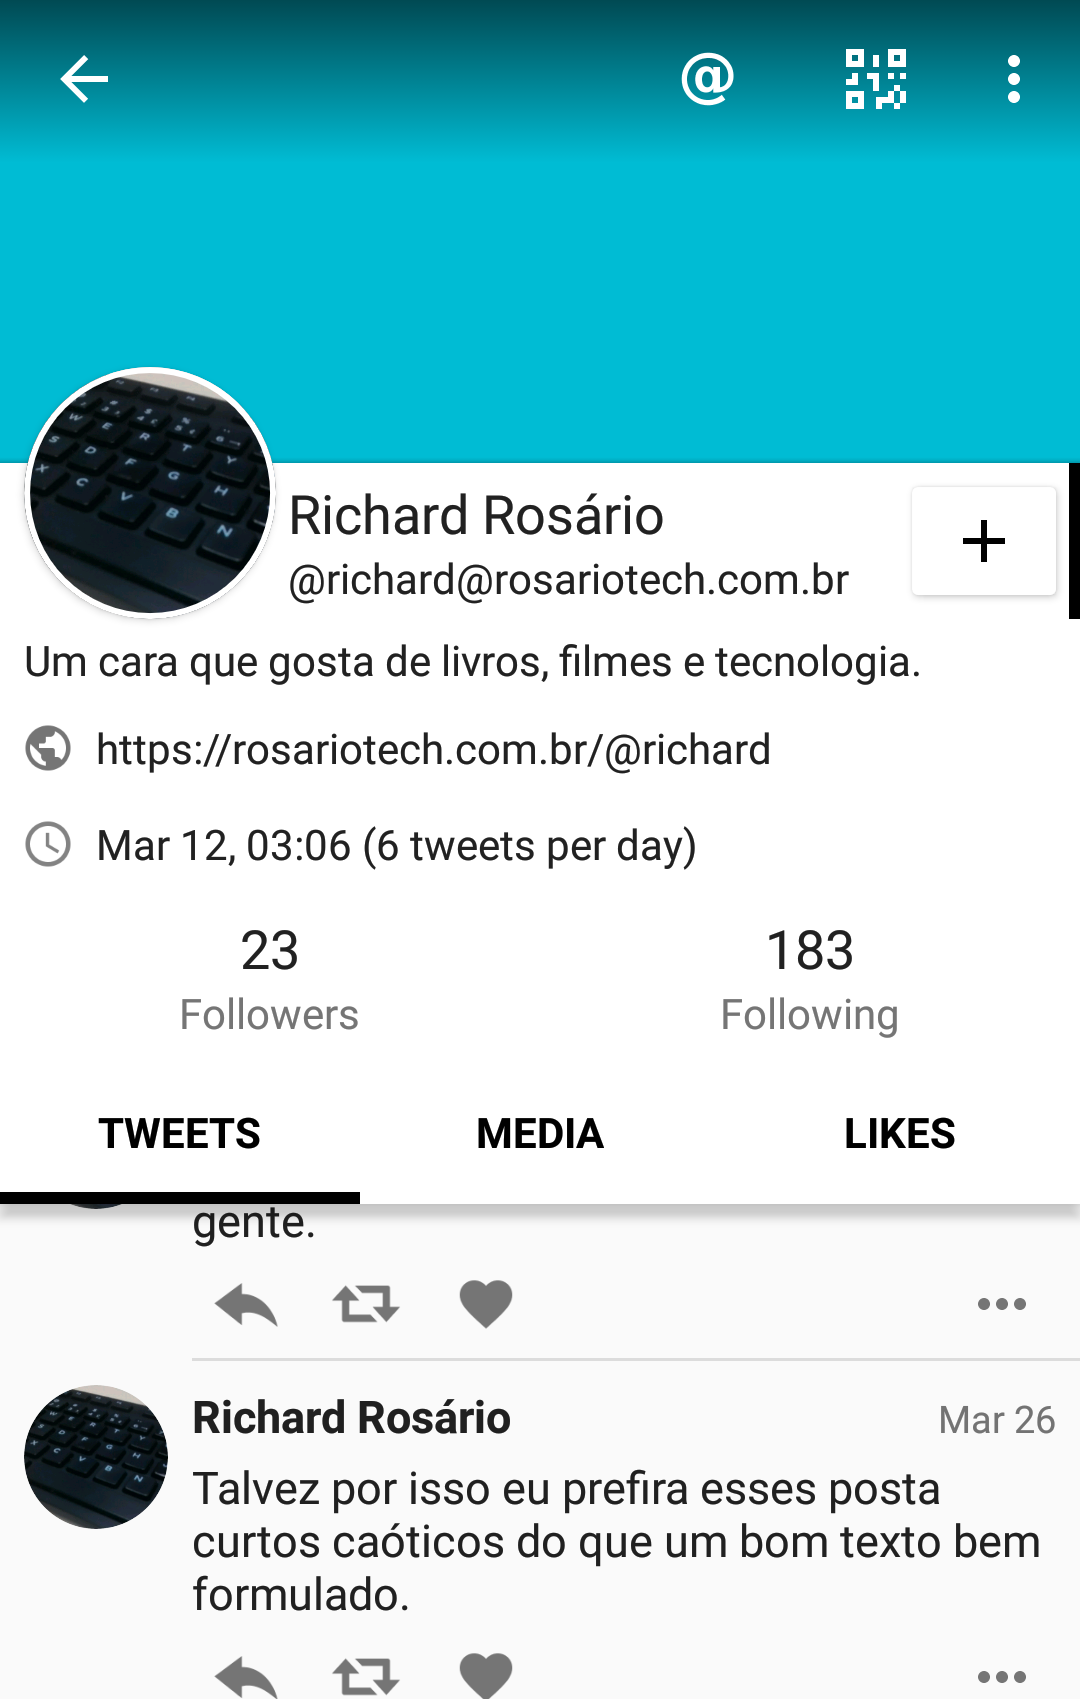 @
Richard Rosário
@richard@rosariotech.com.br
Um cara que gosta de livros, filmes e tecnologia.
https://rosariotech.com.br/@richard
Mar 12, 03:06 (6 tweets per day)
23
Followers
183
Following
TWEETS
MEDIA
LIKES
gente.
Richard Rosário
Mar 26
Talvez por isso eu prefira esses posta
curtos caóticos do que um bom texto bem
formulado.